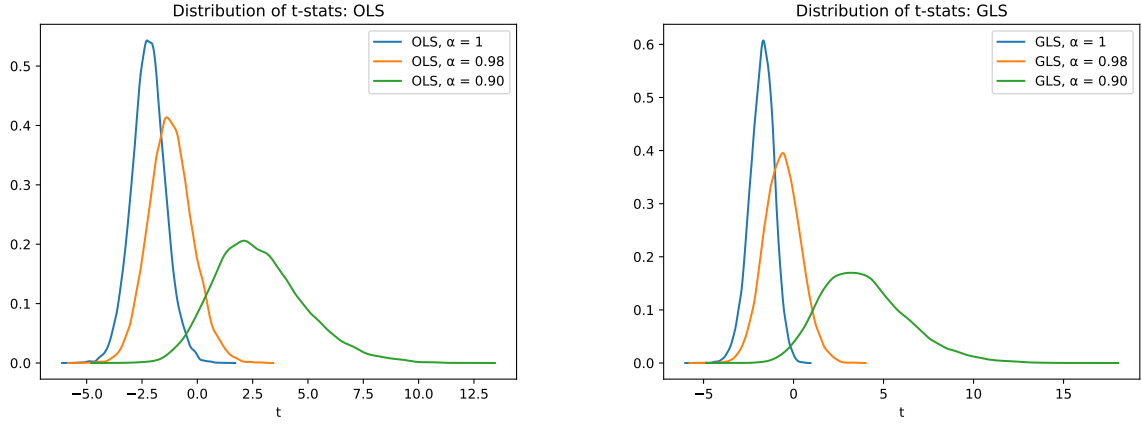 Distribution of t-stats: OLS
OLS, α = 1
OLS, α = 0.98
OLS, α = 0.90
0.5
0.4
0.3
0.2
0.1
0.0
−5.0 −2.5 0.0 2.5 5.0 7.5 10.0 12.5
t
Distribution of t-stats: GLS
GLS, α = 1
GLS, α = 0.98
GLS, α = 0.90
0.6
0.5
0.4
0.3
0.2
0.1
0.0
−5 0 5 10 15
t